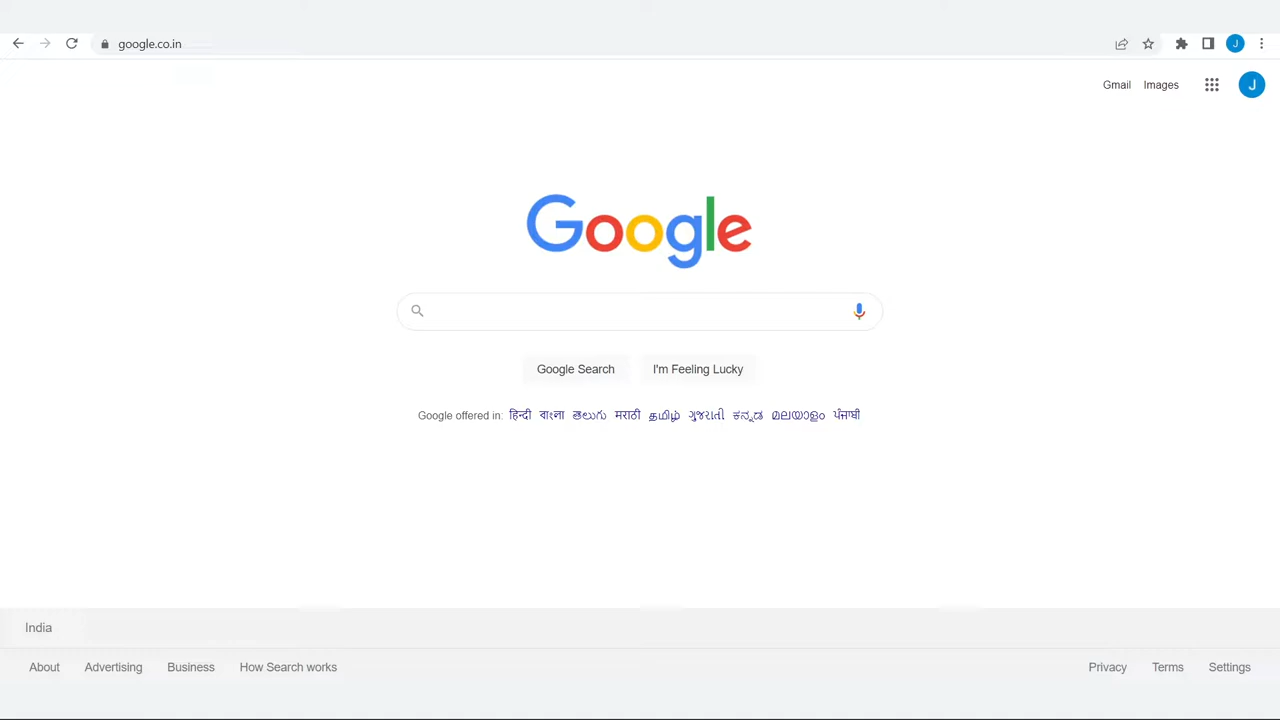 google.co.in
J
Gmail Images J
Google
Google Search I'm Feeling Lucky
Google offered in: हिन्दी বাংলা తెలుగు मराठी தமிழ் ગુજરાતી ಕನ್ನಡ മലയാളം ਪੰਜਾਬੀ
India
About Advertising Business How Search works Privacy Terms Settings